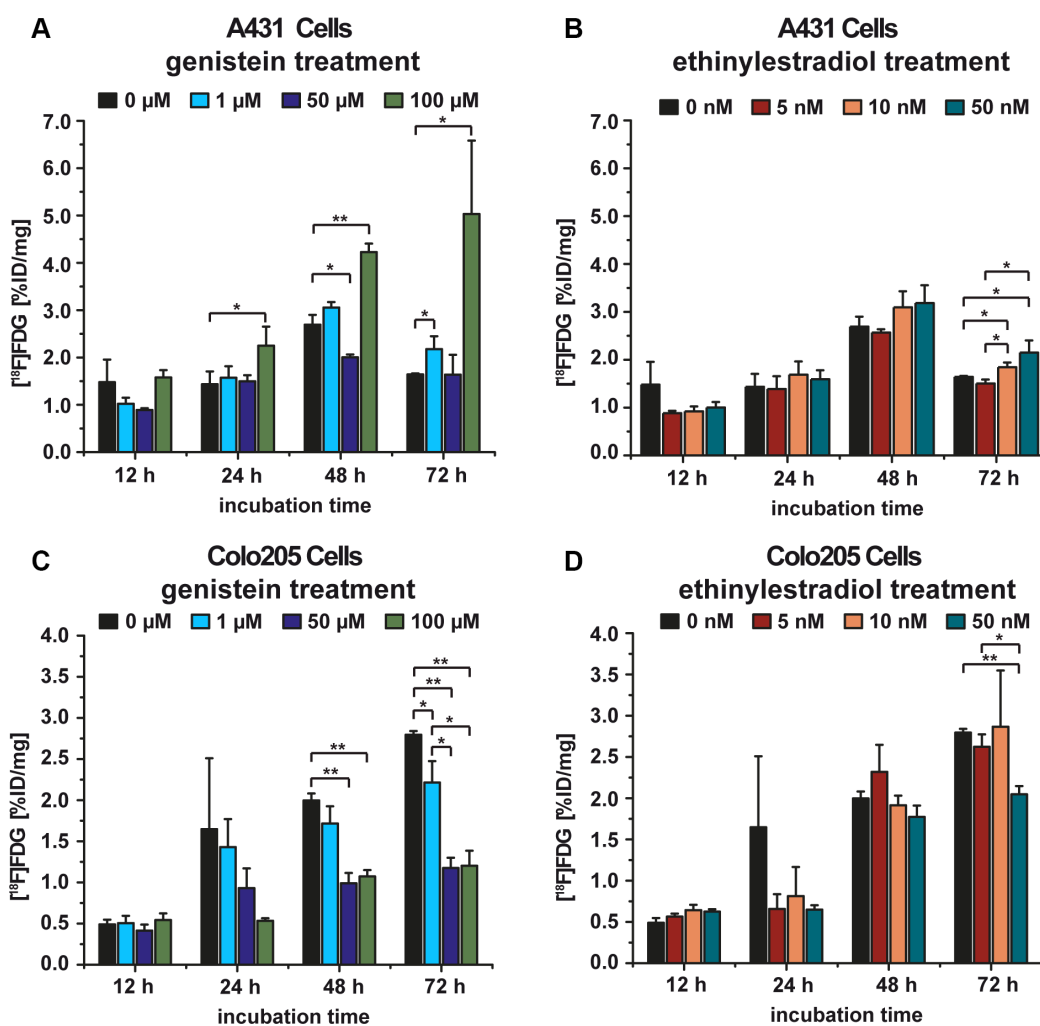 A
A431 Cells
genistein treatment
0 µM 1 µM 50 µM 100 µM
[¹⁸F]FDG [%ID/mg]
7.0
6.0
5.0
4.0
3.0
2.0
1.0
0.0
*
**
*
*
*
12 h 24 h 48 h 72 h
incubation time
B
A431 Cells
ethinylestradiol treatment
0 nM 5 nM 10 nM 50 nM
[¹⁸F]FDG [%ID/mg]
7.0
6.0
5.0
4.0
3.0
2.0
1.0
0.0
*
*
*
*
12 h 24 h 48 h 72 h
incubation time
C
Colo205 Cells
genistein treatment
0 µM 1 µM 50 µM 100 µM
[¹⁸F]FDG [%ID/mg]
4.0
3.5
3.0
2.5
2.0
1.5
1.0
0.5
0.0
**
**
* *
*
**
**
12 h 24 h 48 h 72 h
incubation time
D
Colo205 Cells
ethinylestradiol treatment
0 nM 5 nM 10 nM 50 nM
[¹⁸F]FDG [%ID/mg]
4.0
3.5
3.0
2.5
2.0
1.5
1.0
0.5
0.0
*
**
12 h 24 h 48 h 72 h
incubation time